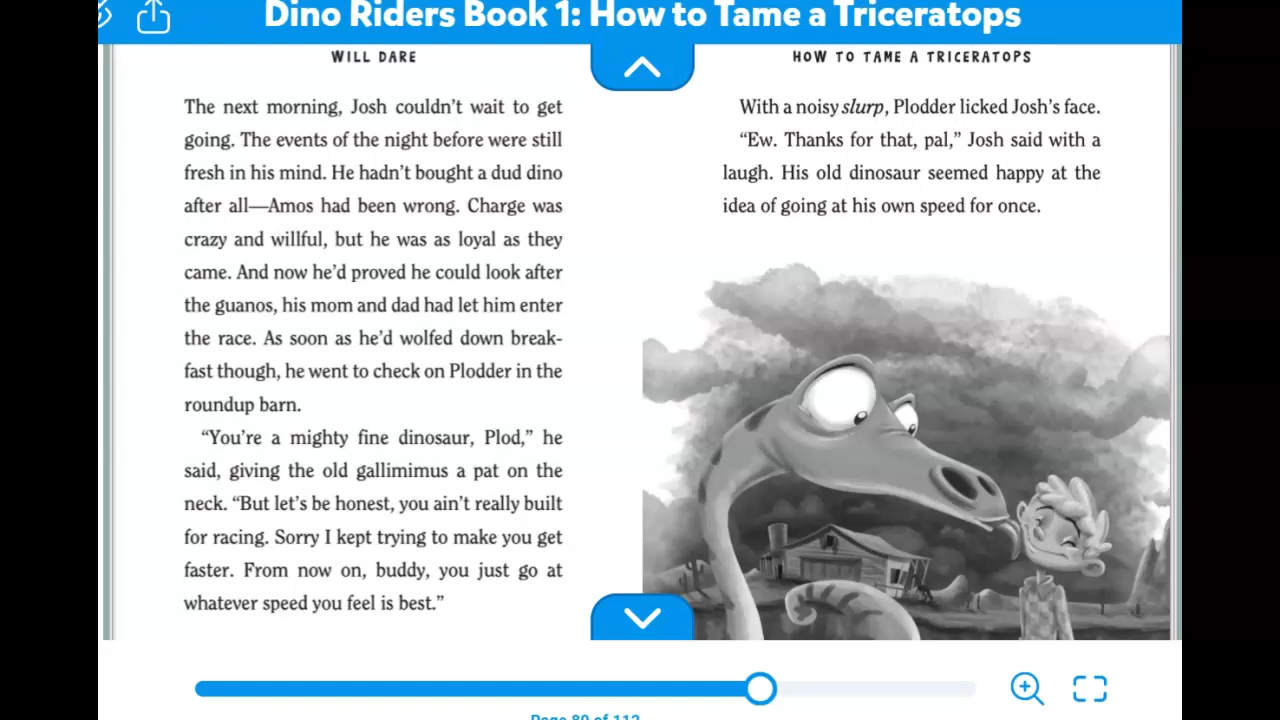 Dino Riders Book 1: How to Tame a Triceratops
WILL DARE
The next morning, Josh couldn't wait to get
going. The events of the night before were still
fresh in his mind. He hadn't bought a dud dino
after all—Amos had been wrong. Charge was
crazy and willful, but he was as loyal as they
came. And now he'd proved he could look after
the guanos, his mom and dad had let him enter
the race. As soon as he'd wolfed down break-
fast though, he went to check on Plodder in the
roundup barn.
"You're a mighty fine dinosaur, Plod," he
said, giving the old gallimimus a pat on the
neck. "But let's be honest, you ain't really built
for racing. Sorry I kept trying to make you get
faster. From now on, buddy, you just go at
whatever speed you feel is best."
HOW TO TAME A TRICERATOPS
With a noisy slurp, Plodder licked Josh's face.
"Ew. Thanks for that, pal," Josh said with a
laugh. His old dinosaur seemed happy at the
idea of going at his own speed for once.
Page 80 of 112